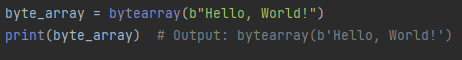 byte_array = bytearray(b"Hello, World!")
print(byte_array)  # Output: bytearray(b'Hello, World!')